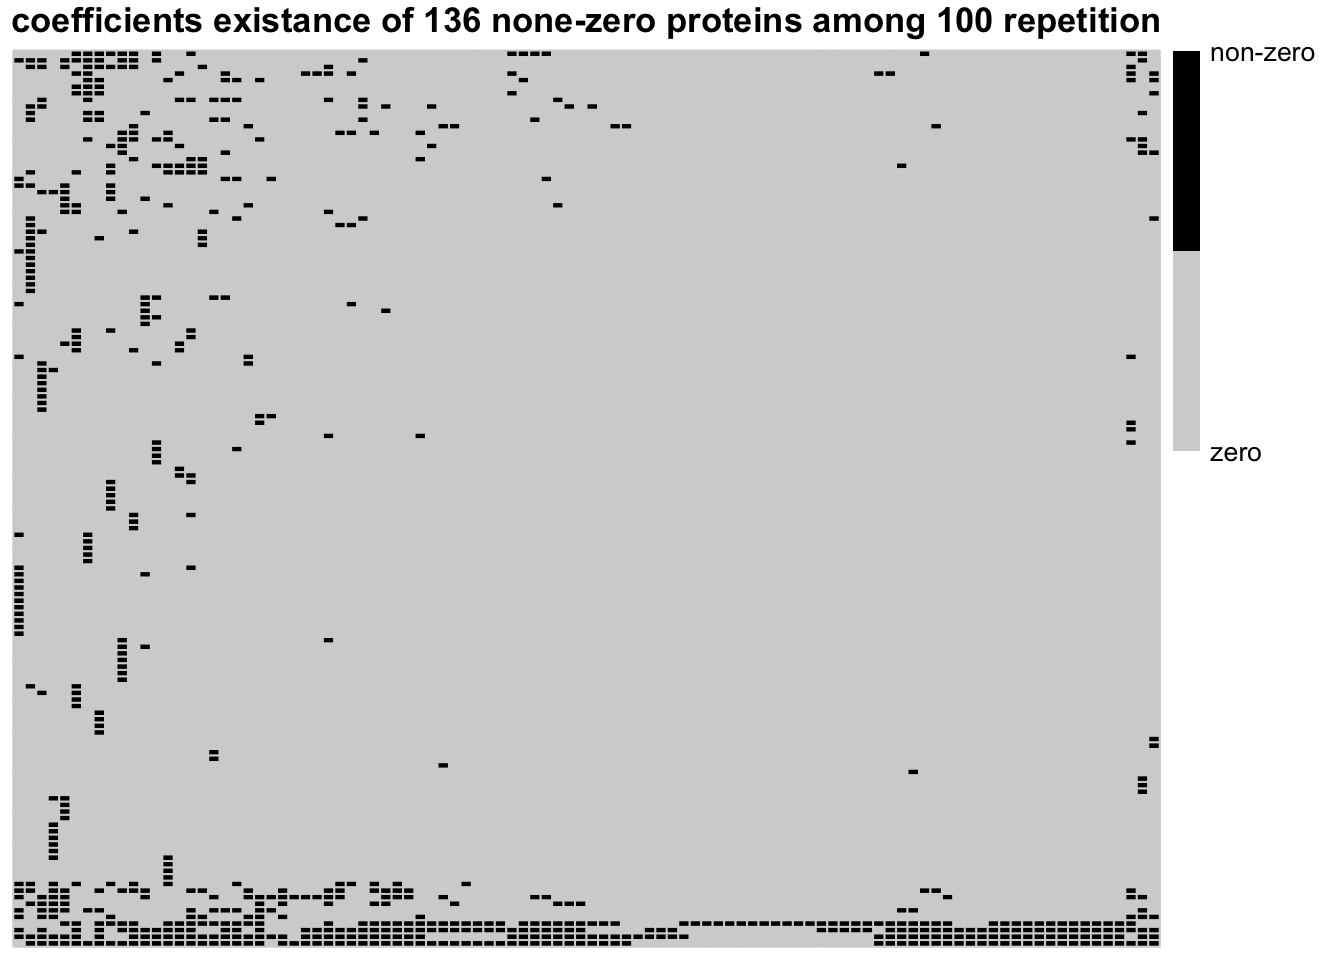 coefficients existance of 136 none-zero proteins among 100 repetition
non-zero
zero